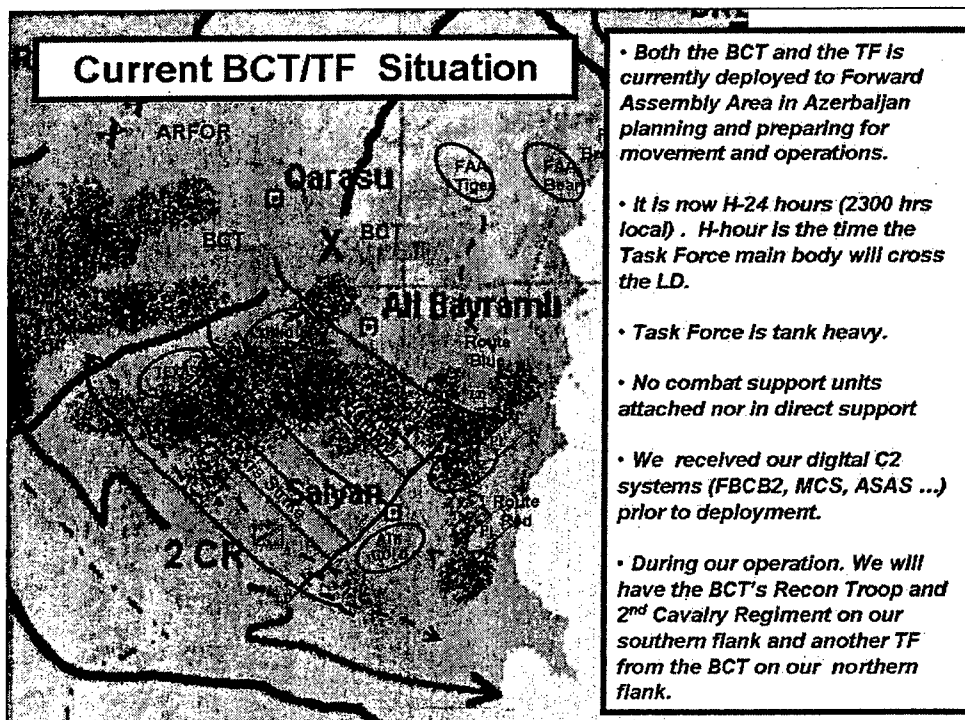 Current BCT/TF Situation
ARFOR
Qarasu
FAA
Tiger
FAA
Bear
BCT
X
BCT
Ali Bayramli
Route
Blue
Salyan
Route
Red
2 CR
• Both the BCT and the TF is
currently deployed to Forward
Assembly Area in Azerbaijan
planning and preparing for
movement and operations.
• It is now H-24 hours (2300 hrs
local) . H-hour is the time the
Task Force main body will cross
the LD.
• Task Force is tank heavy.
• No combat support units
attached nor in direct support
• We received our digital C2
systems (FBCB2, MCS, ASAS ...)
prior to deployment.
• During our operation. We will
have the BCT's Recon Troop and
2nd Cavalry Regiment on our
southern flank and another TF
from the BCT on our northern
flank.